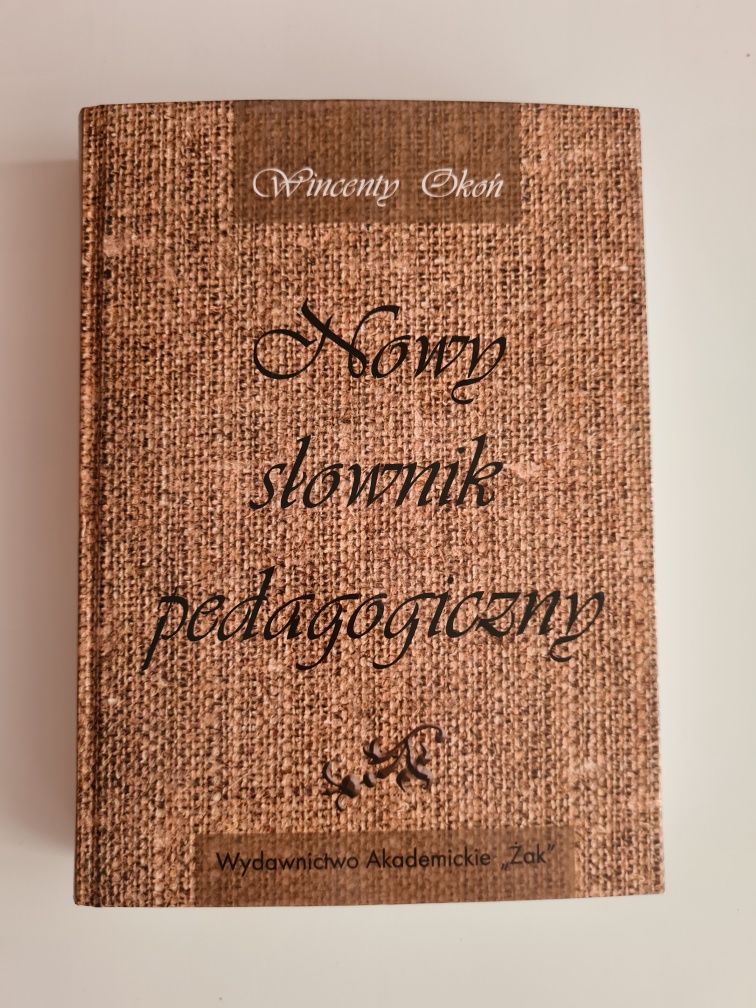 Wincenty Okoń
Nowy
słownik
pedagogiczny
Wydawnictwo Akademickie „Żak”